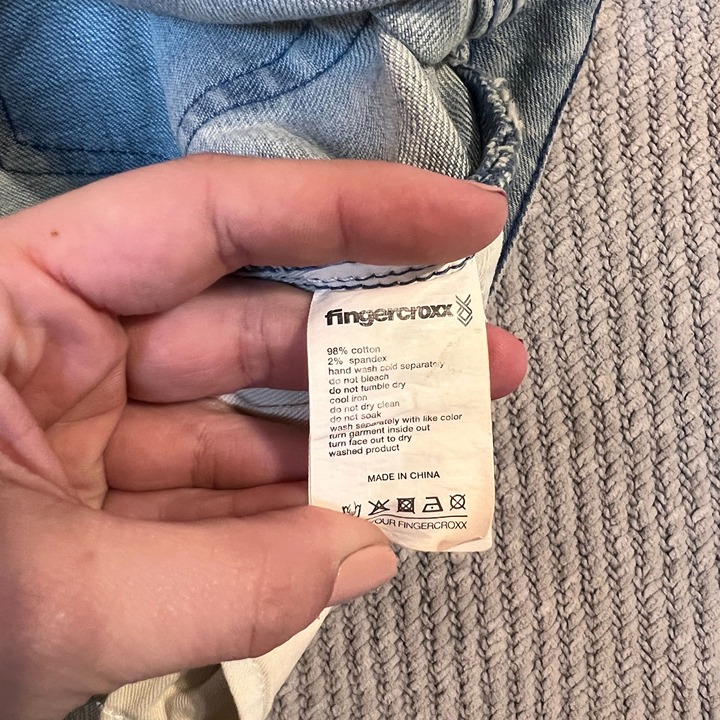 fingercroxx
98% cotton
2% spandex
hand wash cold separately
do not bleach
do not tumble dry
cool iron
do not dry clean
do not soak
wash separately with like color
turn garment inside out
turn face out to dry
washed product
MADE IN CHINA
YOUR FINGERCROXX